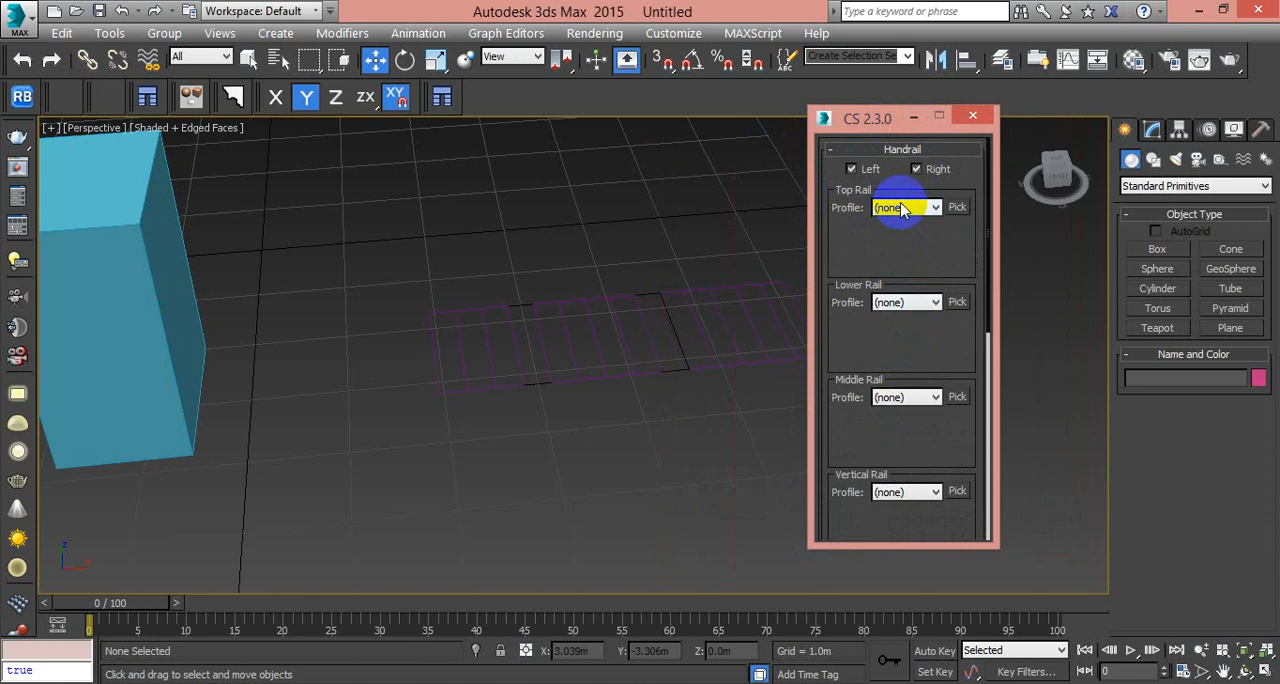 Workspace: Default
Autodesk 3ds Max 2015 Untitled
Type a keyword or phrase
MAX
Edit Tools Group Views Create Modifiers Animation Graph Editors Rendering Customize MAXScript Help
All
View
3
Create Selection Se
RB
X Y Z ZX XY
[+] [Perspective] [Shaded + Edged Faces]
CS 2.3.0
- Handrail
Left Right
Top Rail
Profile: (none) Pick
Lower Rail
Profile: (none) Pick
Middle Rail
Profile: (none) Pick
Vertical Rail
Profile: (none) Pick
Standard Primitives
- Object Type
AutoGrid
Box Cone
Sphere GeoSphere
Cylinder Tube
Torus Pyramid
Teapot Plane
- Name and Color
z
x
< 0 / 100 >
0 5 10 15 20 25 30 35 40 45 50 55 60 65 70 75 80 85 90 95 100
None Selected X: 3.039m Y: -3.306m Z: 0.0m Grid = 1.0m Auto Key Selected
true
Click and drag to select and move objects Add Time Tag Set Key Key Filters... 0